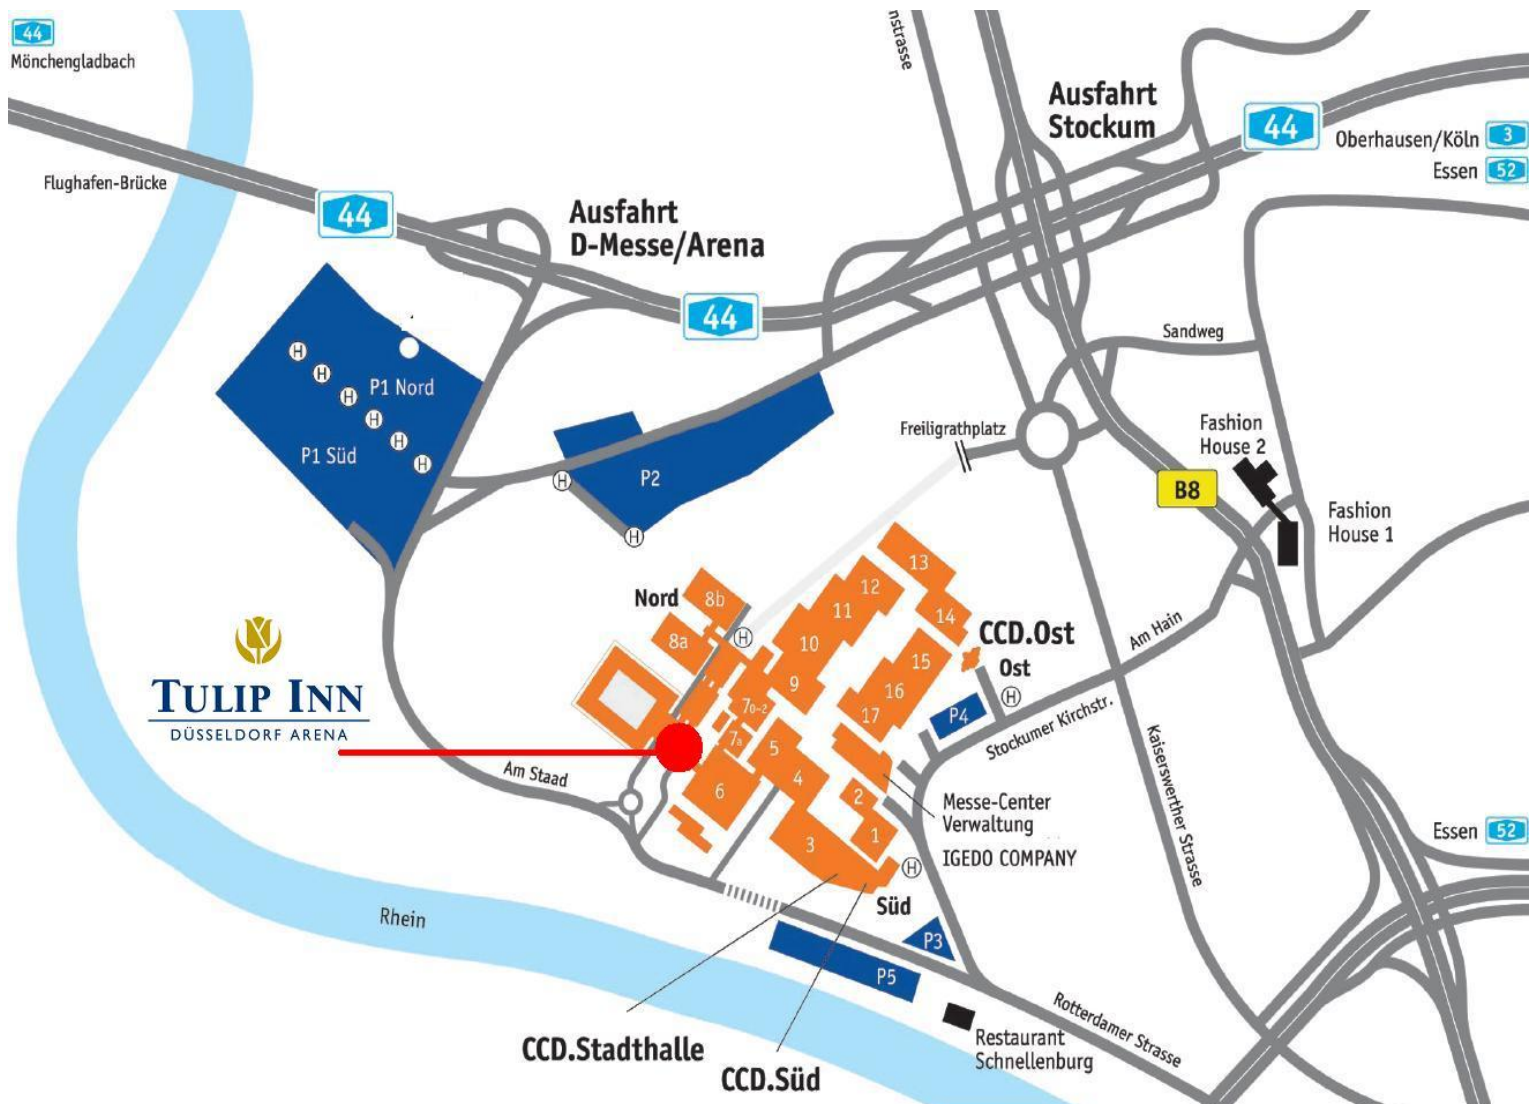 44
Mönchengladbach
nstrasse
Ausfahrt
Stockum
44
Oberhausen/Köln 3
Essen 52
Flughafen-Brücke
44
Ausfahrt
D-Messe/Arena
44
Sandweg
H
H
H
H
H
H
P1 Nord
P1 Süd
P2
H
H
Freiligrathplatz
Fashion
House 2
B8
Fashion
House 1
13
12
11
14
10
15
9
16
17
Nord
8b
8a
H
CCD.Ost
Ost
H
P4
Am Hain
Stockumer Kirchstr.
Kaiserswerther Strasse
TULIP INN
DÜSSELDORF ARENA
70-2
7a
5
4
6
2
1
3
Am Staad
Messe-Center
Verwaltung
IGEDO COMPANY
H
Süd
P3
P5
Essen 52
Rhein
Rotterdamer Strasse
Restaurant
Schnellenburg
CCD.Stadthalle
CCD.Süd